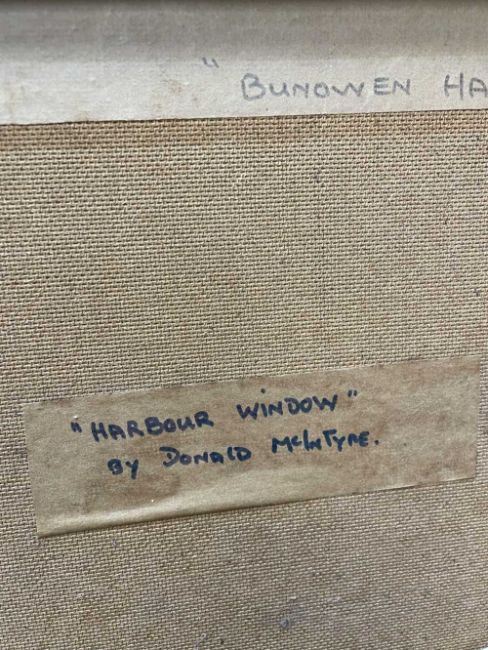 " BUNOWEN HA
"HARBOUR WINDOW"
BY DONALD McINTYRE.